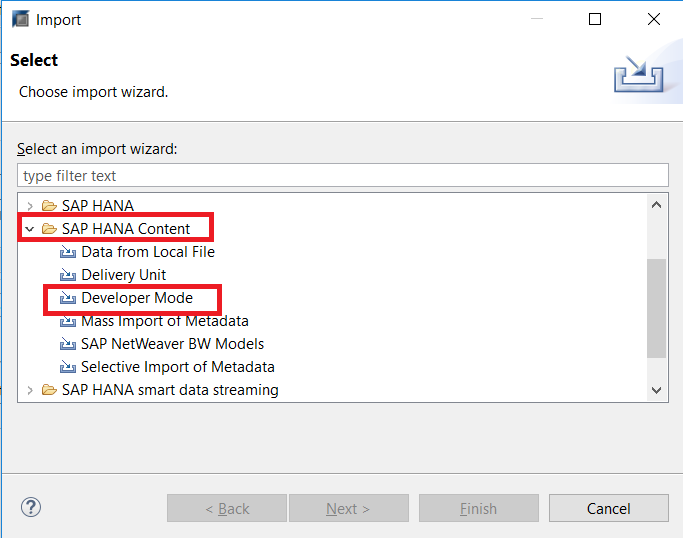 Import
Select
Choose import wizard.
Select an import wizard:
type filter text
SAP HANA
SAP HANA Content
Data from Local File
Delivery Unit
Developer Mode
Mass Import of Metadata
SAP NetWeaver BW Models
Selective Import of Metadata
SAP HANA smart data streaming
?
< Back
Next >
Finish
Cancel